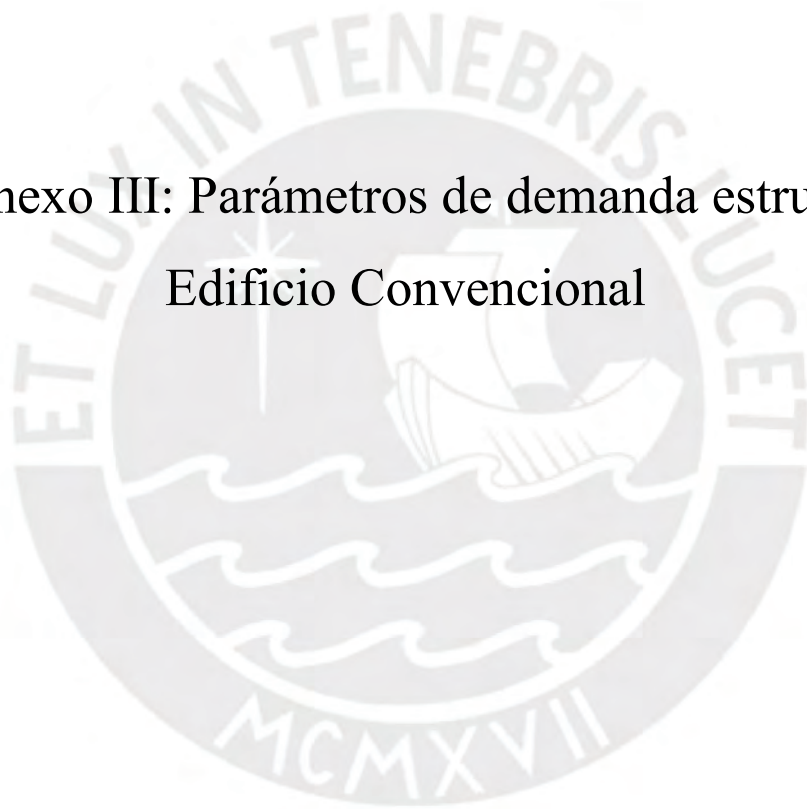 nexo III: Parámetros de demanda estru
Edificio Convencional
ET LUX IN TENEBRIS LUCET
MCMXVII